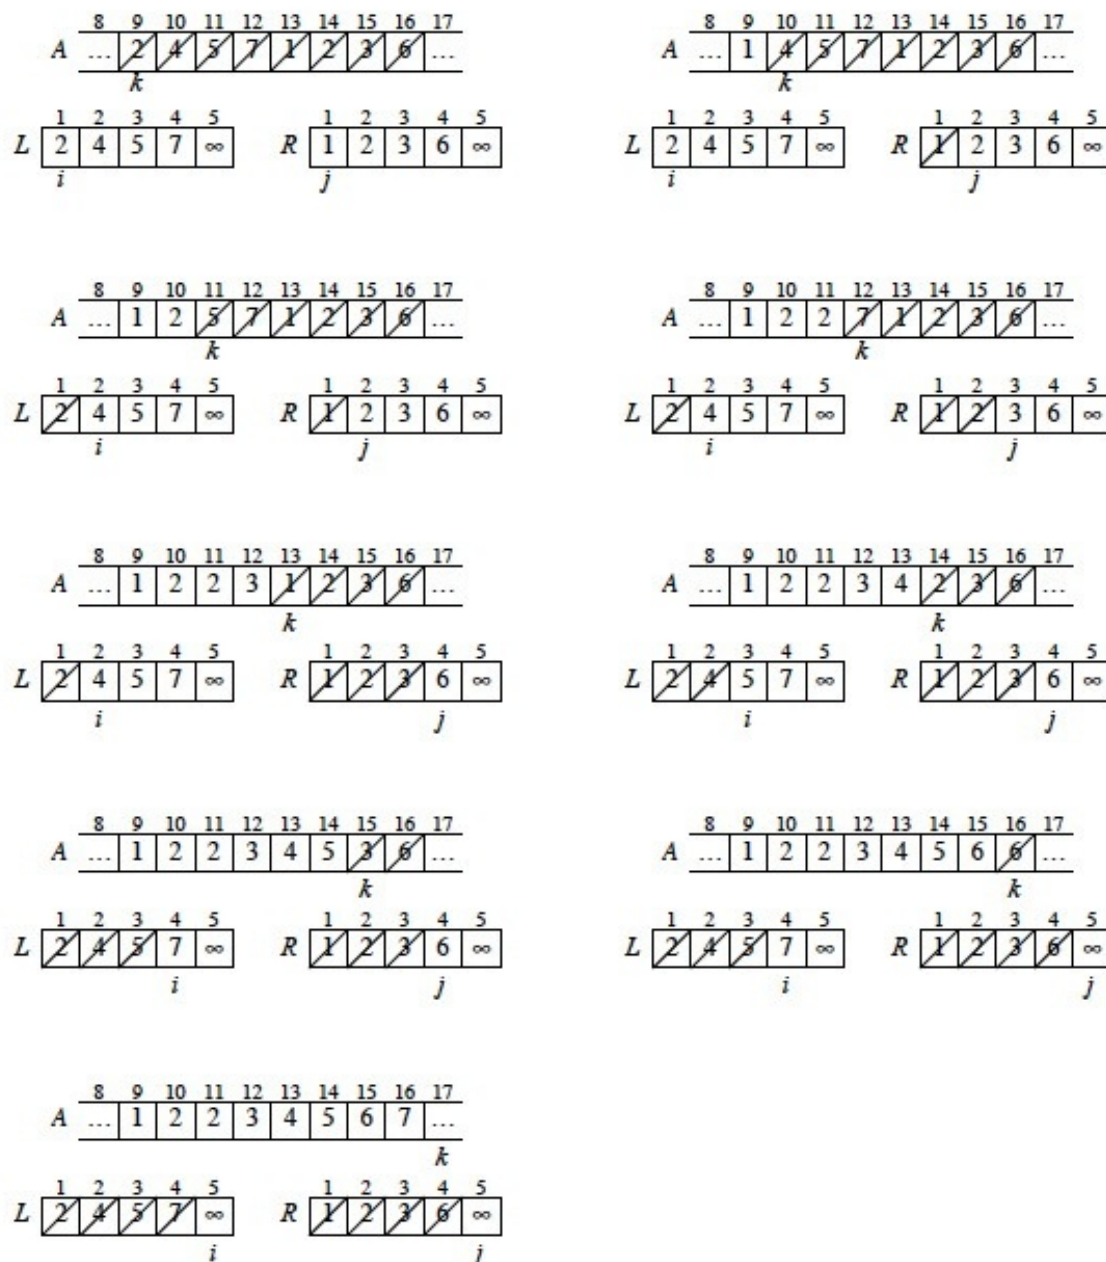 8 9 10 11 12 13 14 15 16 17
A ... 2 4 5 7 1 2 3 6 ...
k
1 2 3 4 5 1 2 3 4 5
L 2 4 5 7 ∞ R 1 2 3 6 ∞
i j
8 9 10 11 12 13 14 15 16 17
A ... 1 4 5 7 1 2 3 6 ...
k
1 2 3 4 5 1 2 3 4 5
L 2 4 5 7 ∞ R 1 2 3 6 ∞
i j
8 9 10 11 12 13 14 15 16 17
A ... 1 2 5 7 1 2 3 6 ...
k
1 2 3 4 5 1 2 3 4 5
L 2 4 5 7 ∞ R 1 2 3 6 ∞
i j
8 9 10 11 12 13 14 15 16 17
A ... 1 2 2 7 1 2 3 6 ...
k
1 2 3 4 5 1 2 3 4 5
L 2 4 5 7 ∞ R 1 2 3 6 ∞
i j
8 9 10 11 12 13 14 15 16 17
A ... 1 2 2 3 1 2 3 6 ...
k
1 2 3 4 5 1 2 3 4 5
L 2 4 5 7 ∞ R 1 2 3 6 ∞
i j
8 9 10 11 12 13 14 15 16 17
A ... 1 2 2 3 4 2 3 6 ...
k
1 2 3 4 5 1 2 3 4 5
L 2 4 5 7 ∞ R 1 2 3 6 ∞
i j
8 9 10 11 12 13 14 15 16 17
A ... 1 2 2 3 4 5 3 6 ...
k
1 2 3 4 5 1 2 3 4 5
L 2 4 5 7 ∞ R 1 2 3 6 ∞
i j
8 9 10 11 12 13 14 15 16 17
A ... 1 2 2 3 4 5 6 6 ...
k
1 2 3 4 5 1 2 3 4 5
L 2 4 5 7 ∞ R 1 2 3 6 ∞
i j
8 9 10 11 12 13 14 15 16 17
A ... 1 2 2 3 4 5 6 7 ...
k
1 2 3 4 5 1 2 3 4 5
L 2 4 5 7 ∞ R 1 2 3 6 ∞
i j